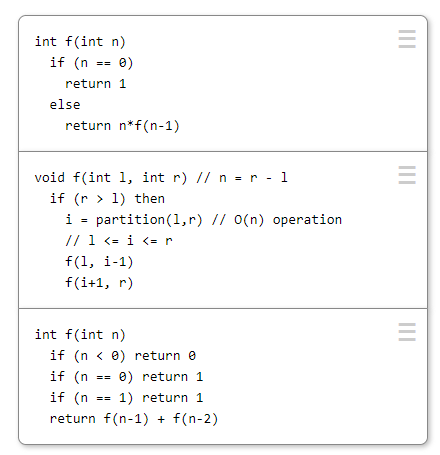 int f(int n)
  if (n == 0)
    return 1
  else
    return n*f(n-1)
void f(int l, int r) // n = r - l
  if (r > l) then
    i = partition(l,r) // O(n) operation
    // l <= i <= r
    f(l, i-1)
    f(i+1, r)
int f(int n)
  if (n < 0) return 0
  if (n == 0) return 1
  if (n == 1) return 1
  return f(n-1) + f(n-2)